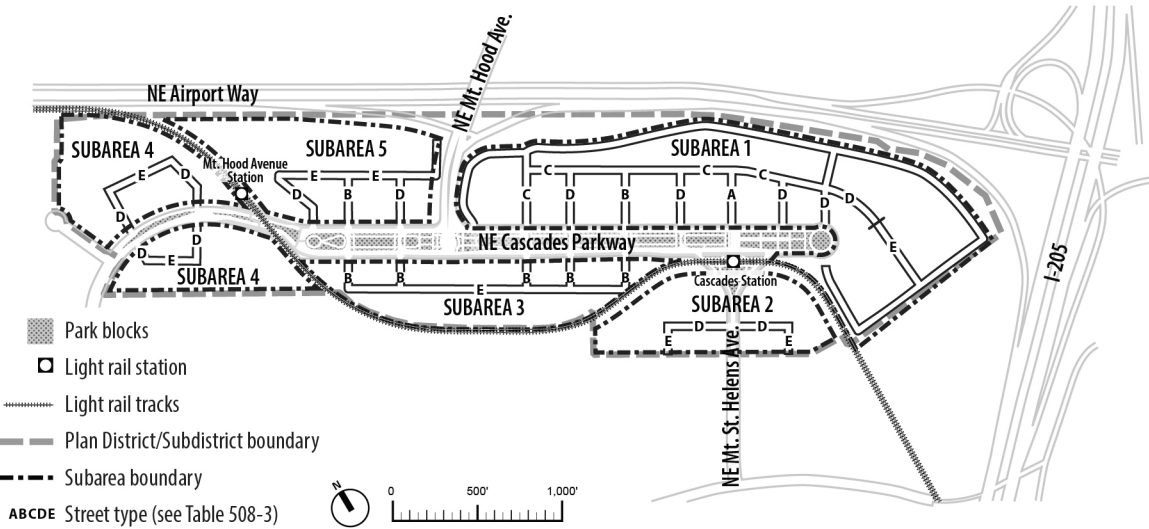 NE Mt. Hood Ave.
NE Airport Way
SUBAREA 4
SUBAREA 5
SUBAREA 1
Mt. Hood Avenue
Station
E
D
D
E
E
D
B
D
C
C
C
D
B
D
A
D
D
D
E
NE Cascades Parkway
I-205
D
D
E
SUBAREA 4
B
B
B
B
B
E
SUBAREA 3
Cascades Station
SUBAREA 2
D
D
E
E
NE Mt. St. Helens Ave.
Park blocks
Light rail station
Light rail tracks
Plan District/Subdistrict boundary
Subarea boundary
ABCDE Street type (see Table 508-3)
N
0 500' 1,000'